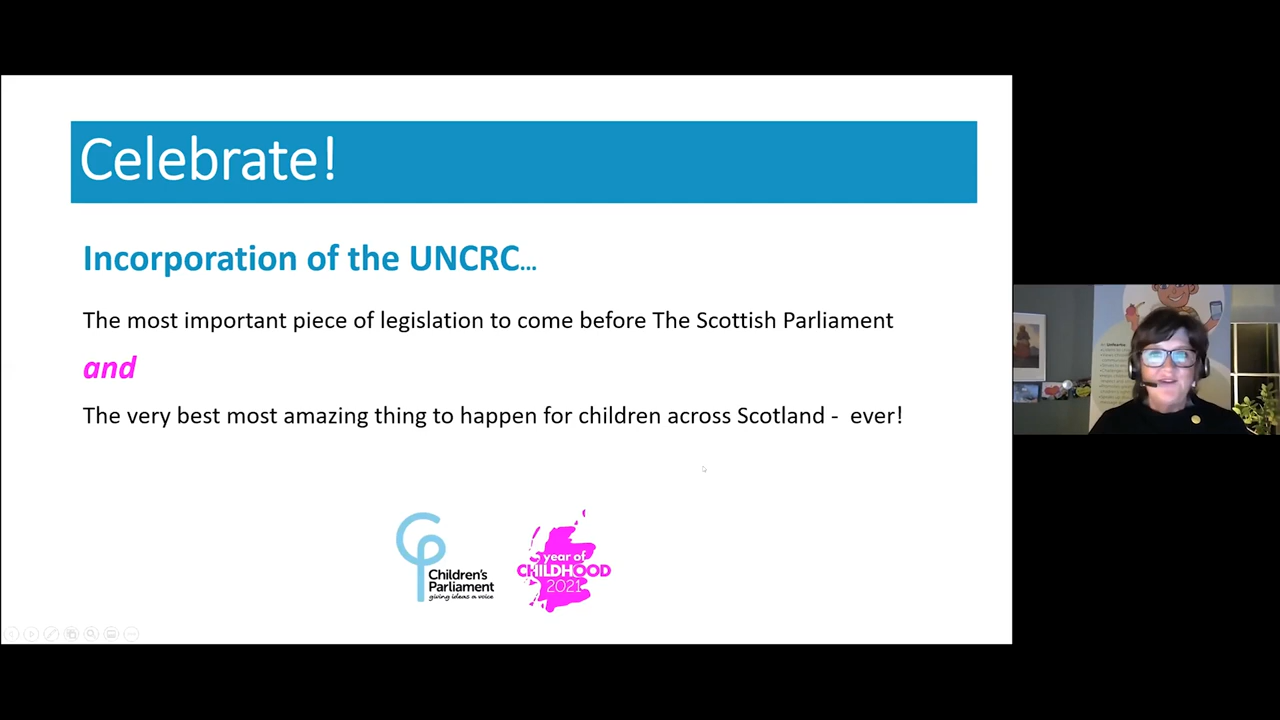 Celebrate!
Incorporation of the UNCRC...
The most important piece of legislation to come before The Scottish Parliament
and
The very best most amazing thing to happen for children across Scotland - ever!
Children's
Parliament
giving ideas a voice
year of
CHILDHOOD
2021